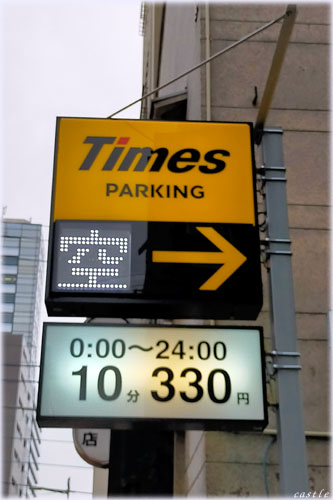 Times
PARKING
空
0:00～24:00
10分 330円
店
castle